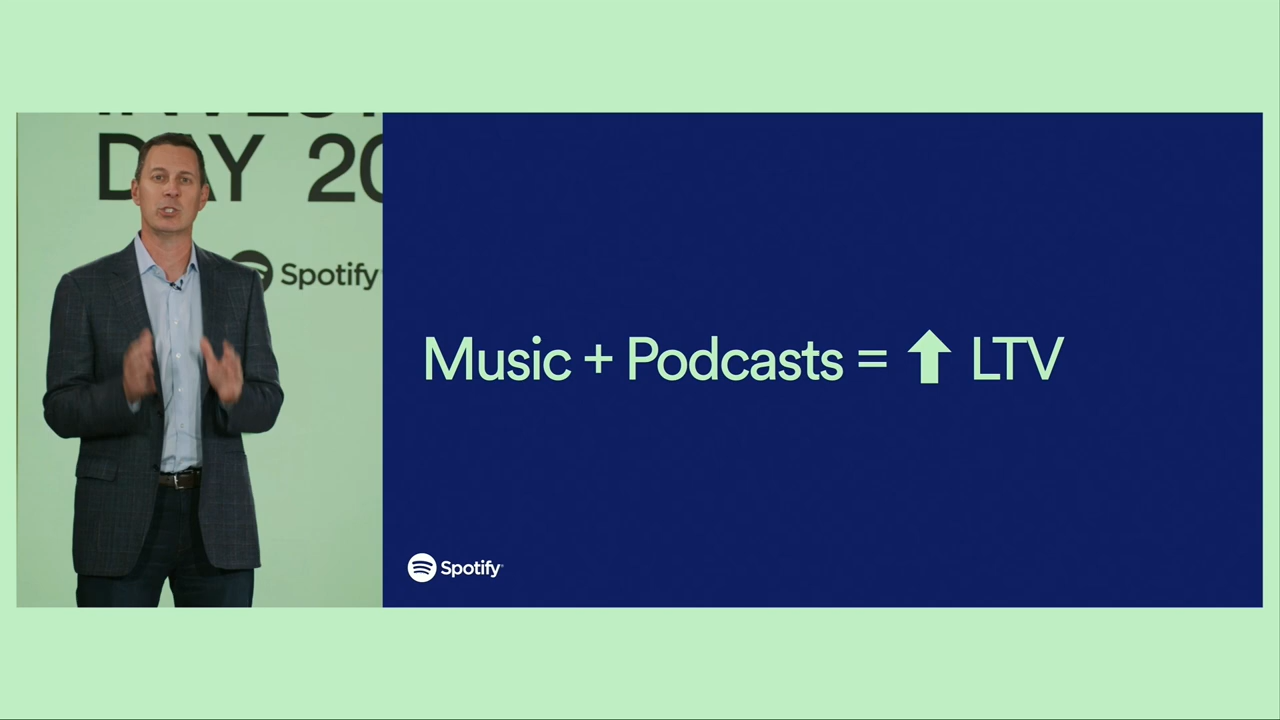 DAY 20
Spotify
Music + Podcasts = ↑ LTV
Spotify